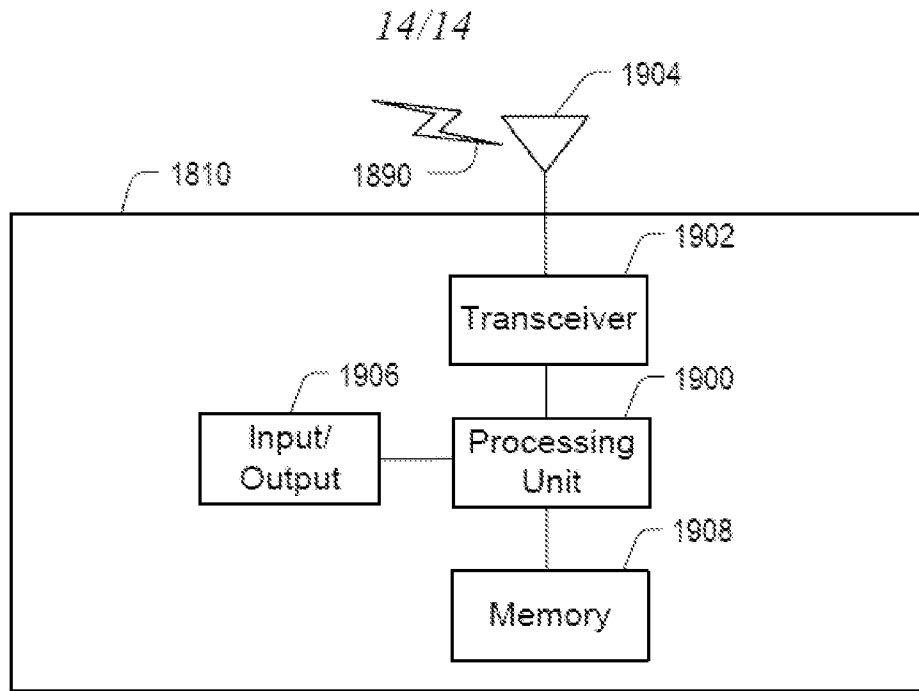 14/14
1904
1890
1810
1902
Transceiver
1906
1900
Input/
Output
Processing
Unit
1908
Memory